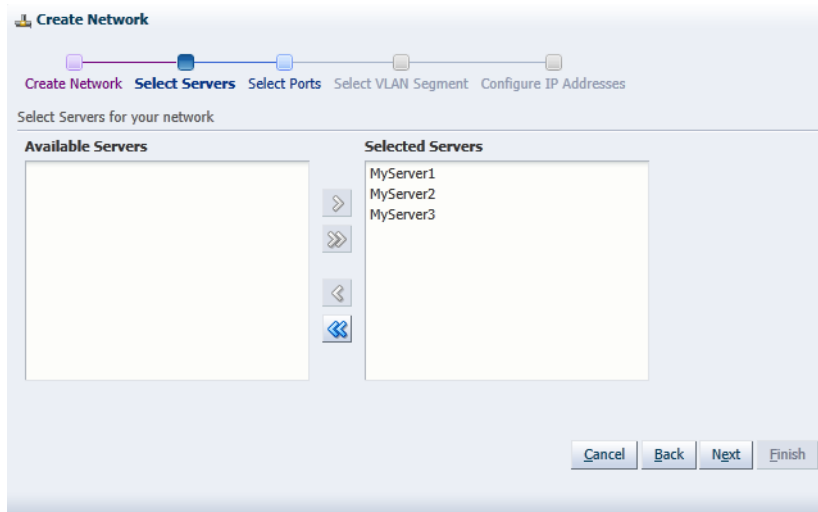 Create Network
Create Network Select Servers Select Ports Select VLAN Segment Configure IP Addresses
Select Servers for your network
Available Servers Selected Servers
MyServer1
MyServer2
MyServer3
Cancel Back Next Finish